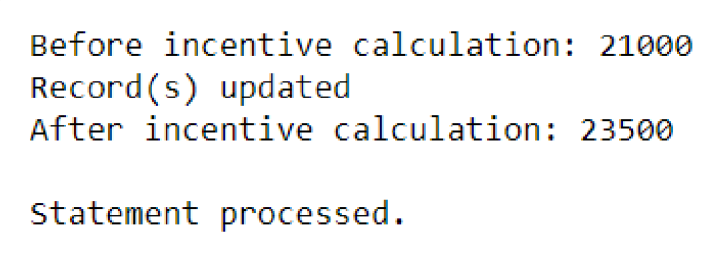 Before incentive calculation: 21000
Record(s) updated
After incentive calculation: 23500
Statement processed.